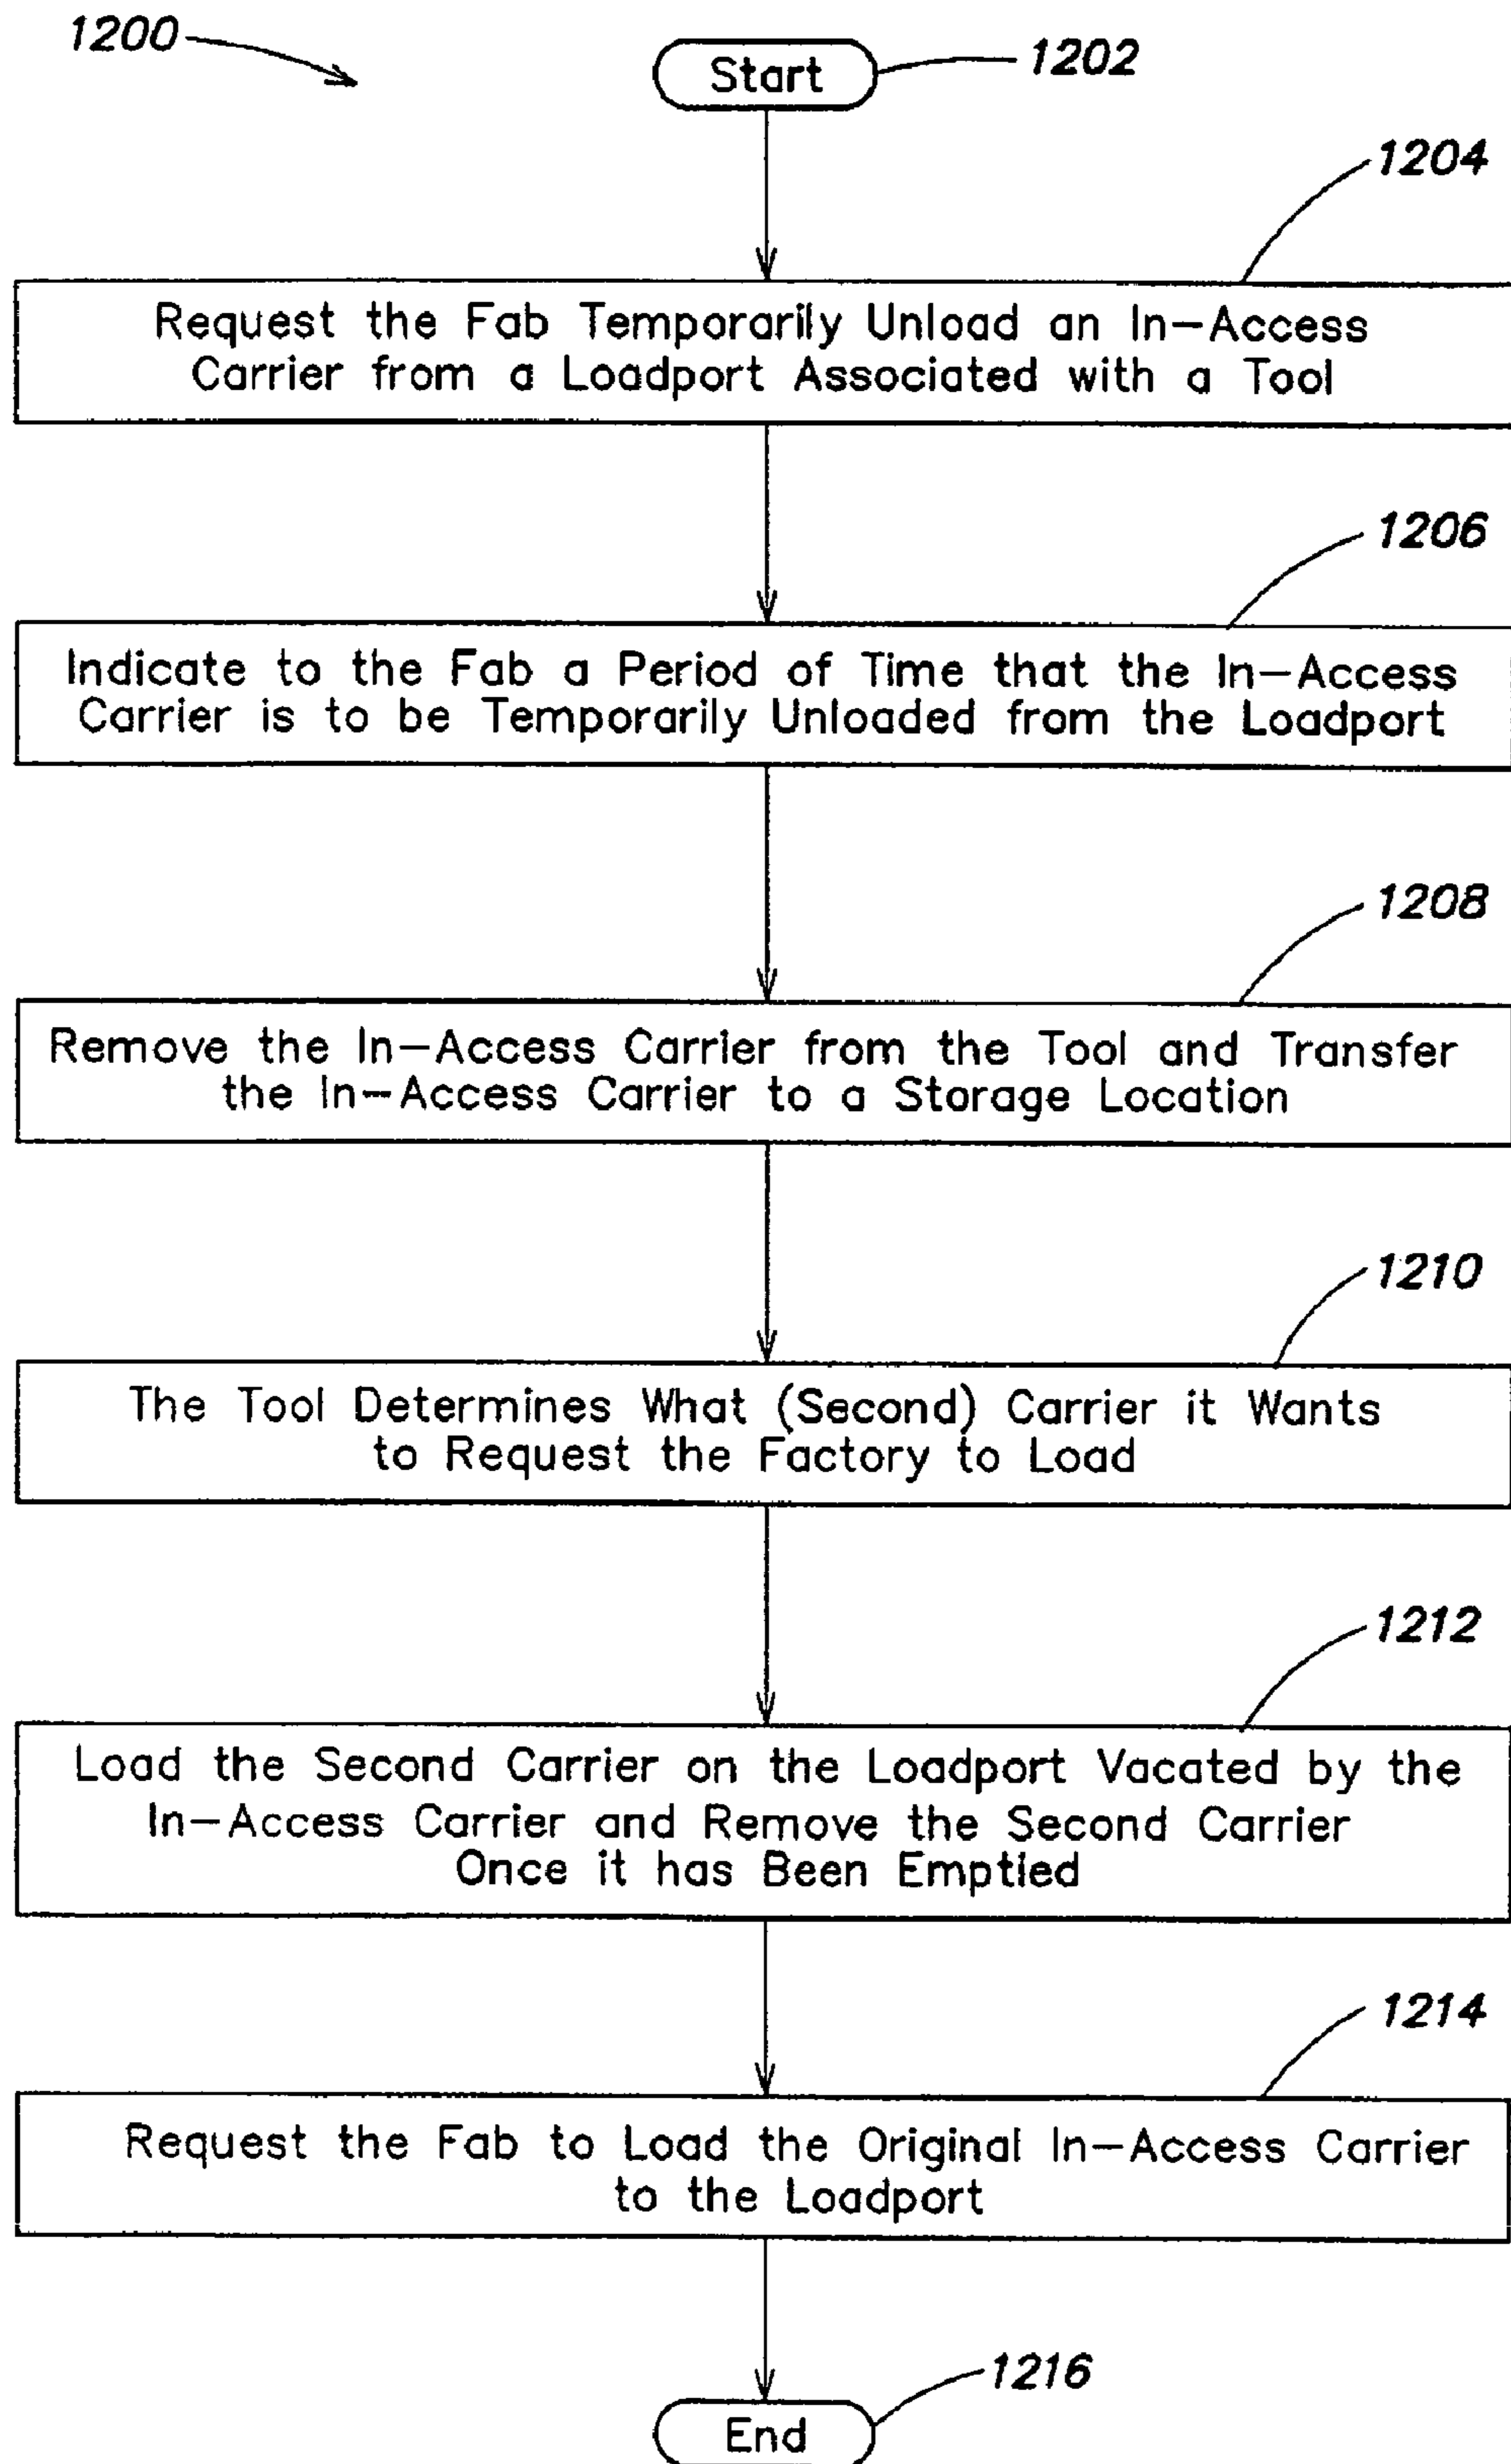 1200
Start
1202
1204
Request the Fab Temporarily Unload an In-Access
Carrier from a Loadport Associated with a Tool
1206
Indicate to the Fab a Period of Time that the In-Access
Carrier is to be Temporarily Unloaded from the Loadport
1208
Remove the In-Access Carrier from the Tool and Transfer
the In-Access Carrier to a Storage Location
1210
The Tool Determines What (Second) Carrier it Wants
to Request the Factory to Load
1212
Load the Second Carrier on the Loadport Vacated by the
In-Access Carrier and Remove the Second Carrier
Once it has Been Emptied
1214
Request the Fab to Load the Original In-Access Carrier
to the Loadport
1216
End